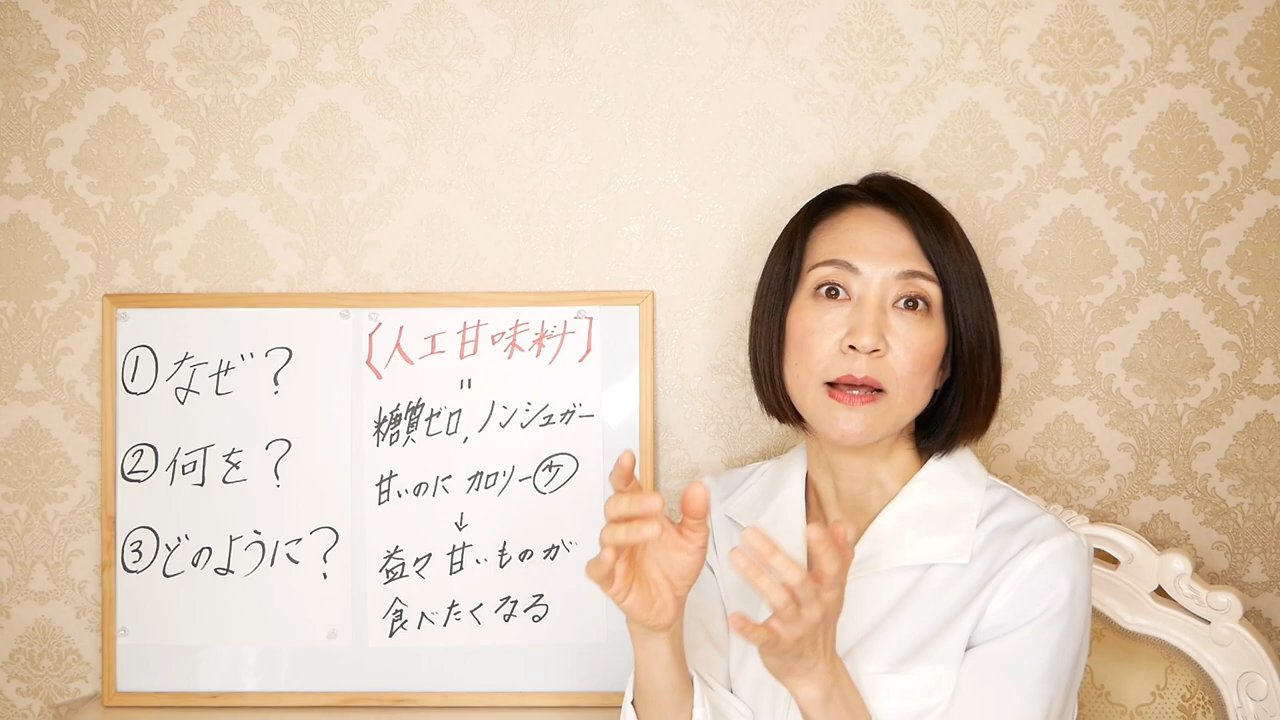 ①なぜ?
②何を?
③どのように?
【人工甘味料】
=
糖質ゼロ,ノンシュガー
甘いのにカロリー㋛
↓
益々甘いものが
食べたくなる